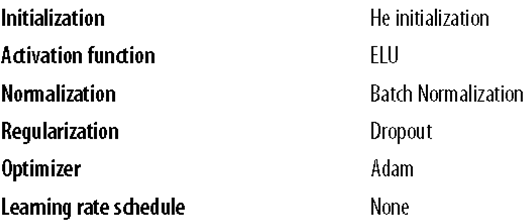 Initialization He initialization
Activation function ELU
Normalization Batch Normalization
Regularization Dropout
Optimizer Adam
Learning rate schedule None